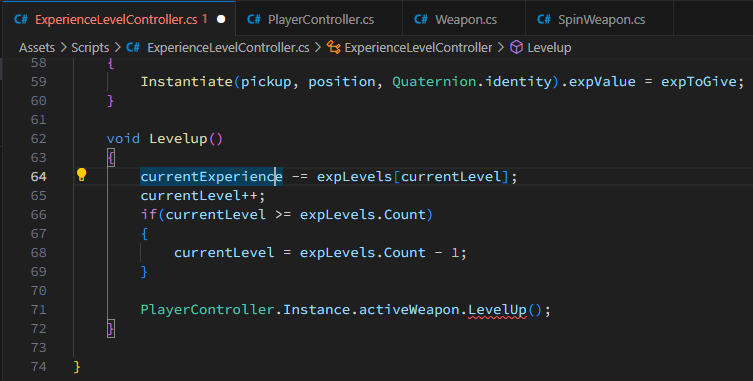 C# ExperienceLevelController.cs 1 C# PlayerController.cs C# Weapon.cs C# SpinWeapon.cs
Assets > Scripts > C# ExperienceLevelController.cs > ExperienceLevelController > Levelup
58 {
59 Instantiate(pickup, position, Quaternion.identity).expValue = expToGive;
60 }
61
62 void Levelup()
63 {
64 currentExperience -= expLevels[currentLevel];
65 currentLevel++;
66 if(currentLevel >= expLevels.Count)
67 {
68 currentLevel = expLevels.Count - 1;
69 }
70
71 PlayerController.Instance.activeWeapon.LevelUp();
72 }
73
74 }